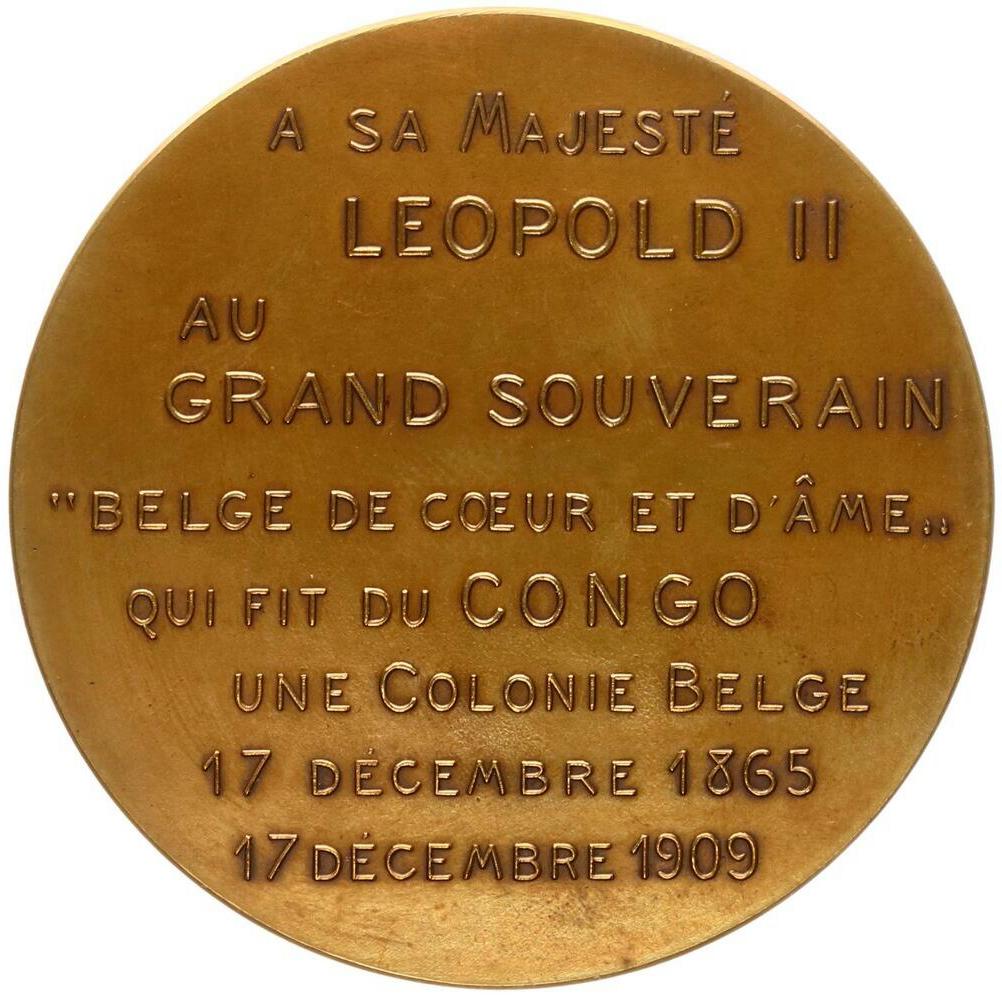 A SA MAJESTÉ
LEOPOLD II
AU
GRAND SOUVERAIN
"BELGE DE CŒUR ET D'ÂME„
QUI FIT DU CONGO
UNE COLONIE BELGE
17 DÉCEMBRE 1865
17 DÉCEMBRE 1909